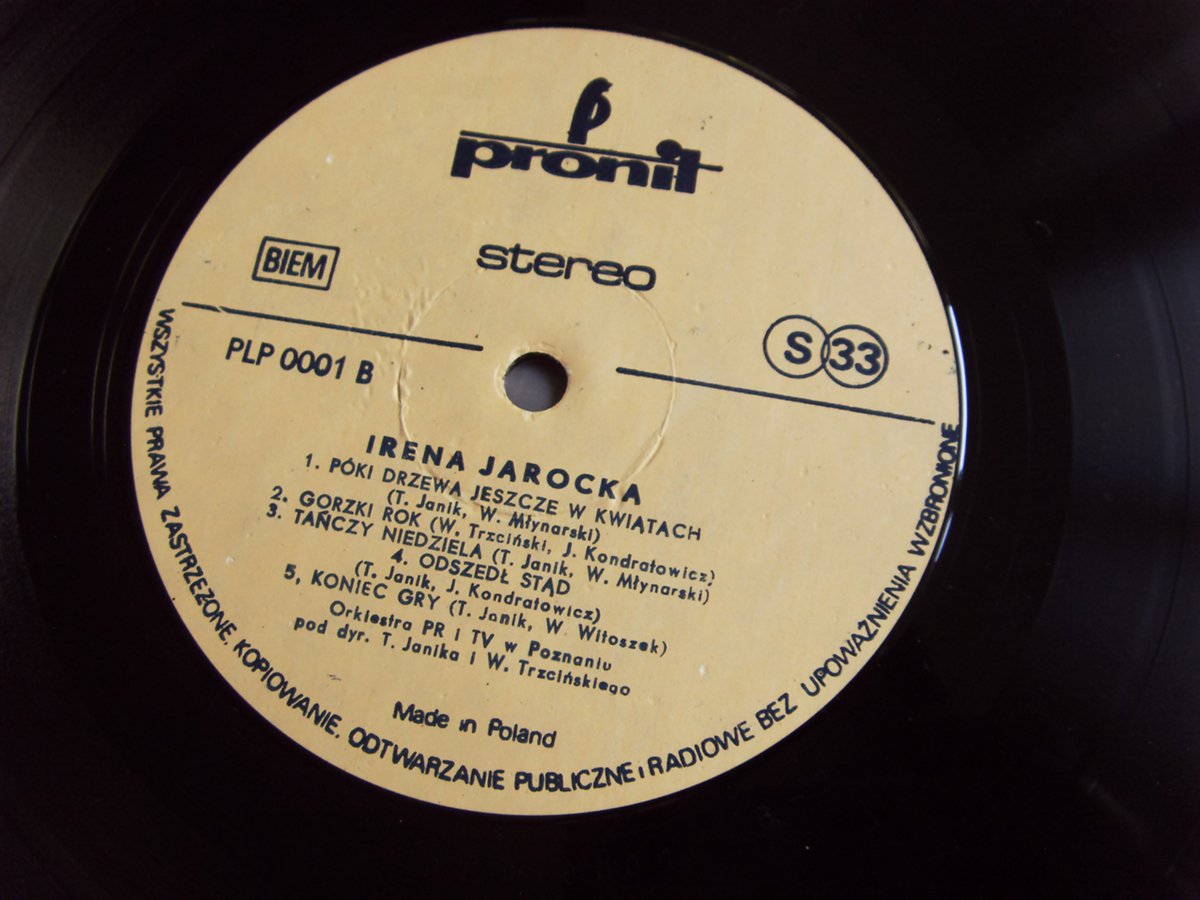 pronit
BIEM
stereo
S 33
PLP 0001 B
IRENA JAROCKA
1. PÓKI DRZEWA JESZCZE W KWIATACH
(T. Janik, W. Młynarski)
2. GORZKI ROK (W. Trzciński, J. Kondratowicz)
3. TAŃCZY NIEDZIELA (T. Janik, W. Młynarski)
4. ODSZEDŁ STĄD
(T. Janik, J. Kondratowicz)
5, KONIEC GRY (T. Janik, W. Witoszek)
Orkiestra PR i TV w Poznaniu
pod dyr. T. Janika i W. Trzcińskiego
Made in Poland
WSZYSTKIE PRAWA ZASTRZEŻONE. KOPIOWANIE, ODTWARZANIE PUBLICZNE i RADIOWE BEZ UPOWAŻNIENIA WZBRONIONE